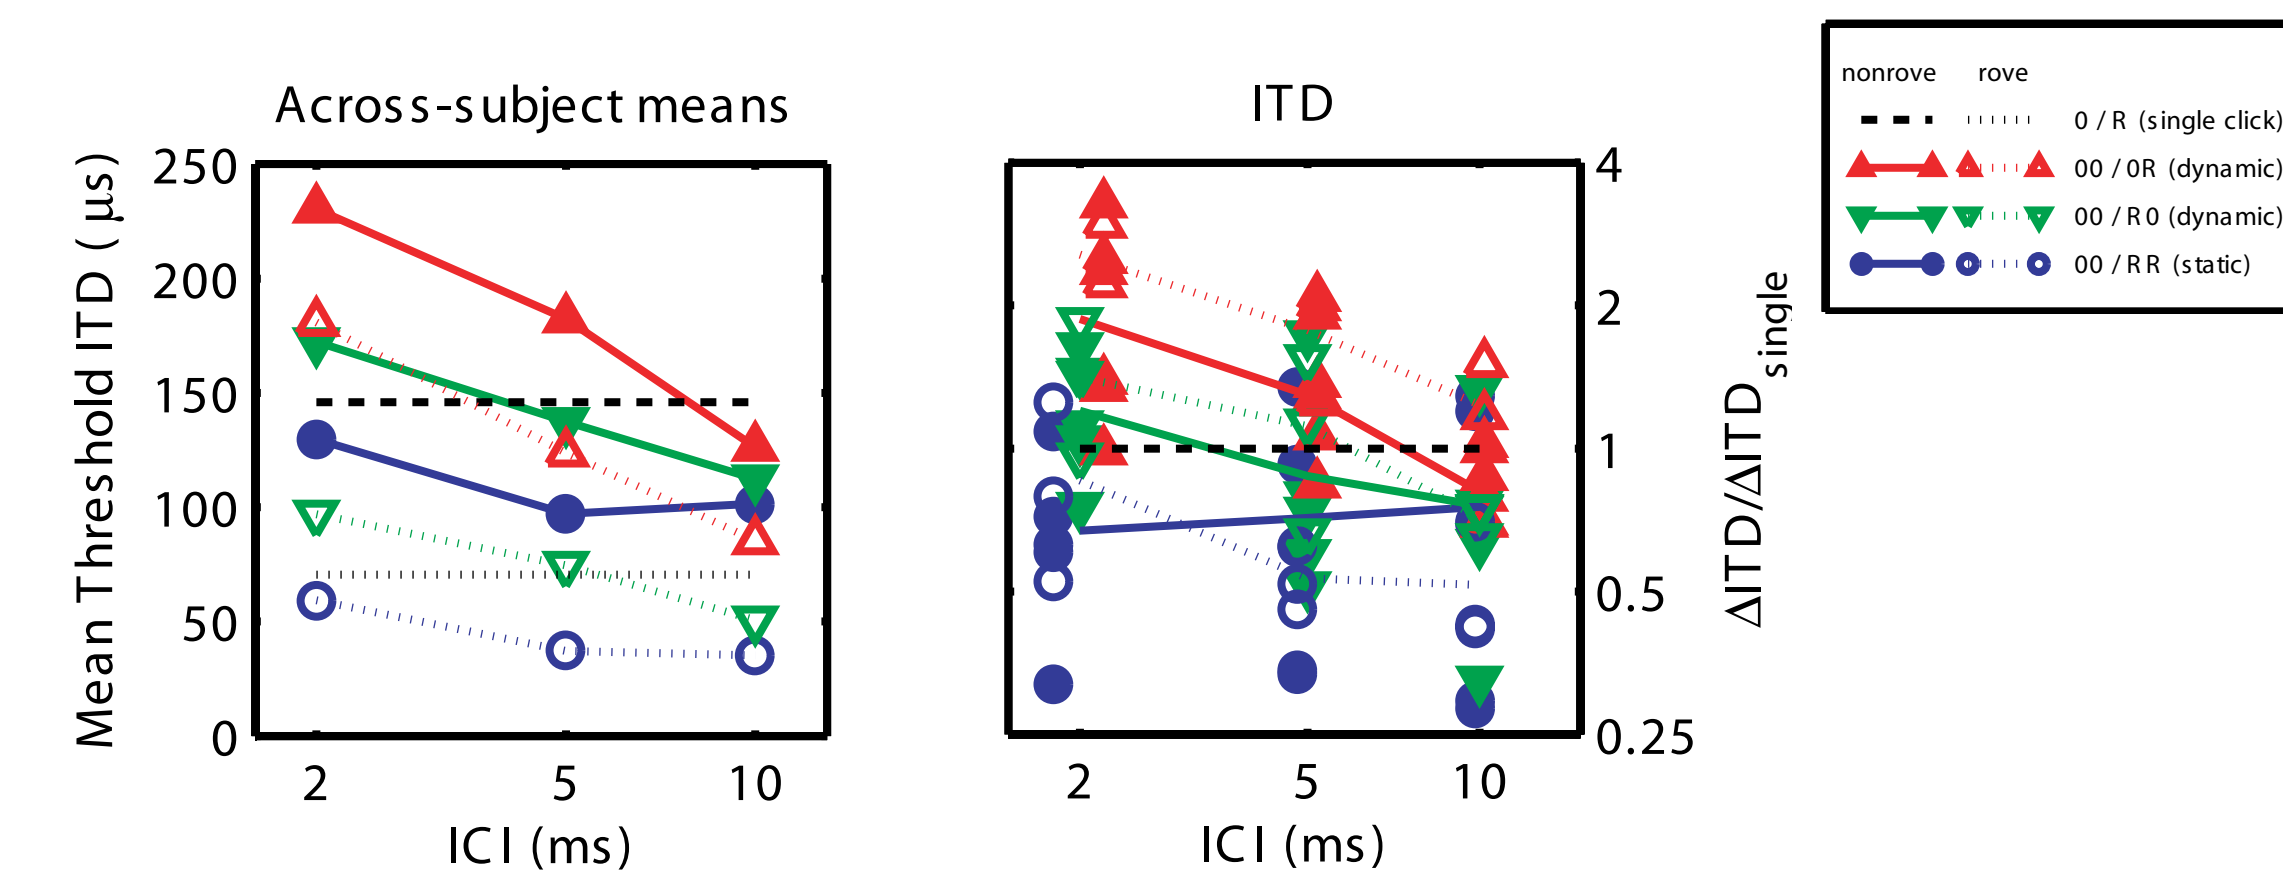 Across-subject means
Mean Threshold ITD (µs)
250
200
150
100
50
0
2 5 10
ICI (ms)
ITD
4
2
1
0.5
0.25
ΔITD/ΔITD single
2 5 10
ICI (ms)
nonrove rove
0 / R (single click)
00 / 0R (dynamic)
00 / R0 (dynamic)
00 / RR (static)